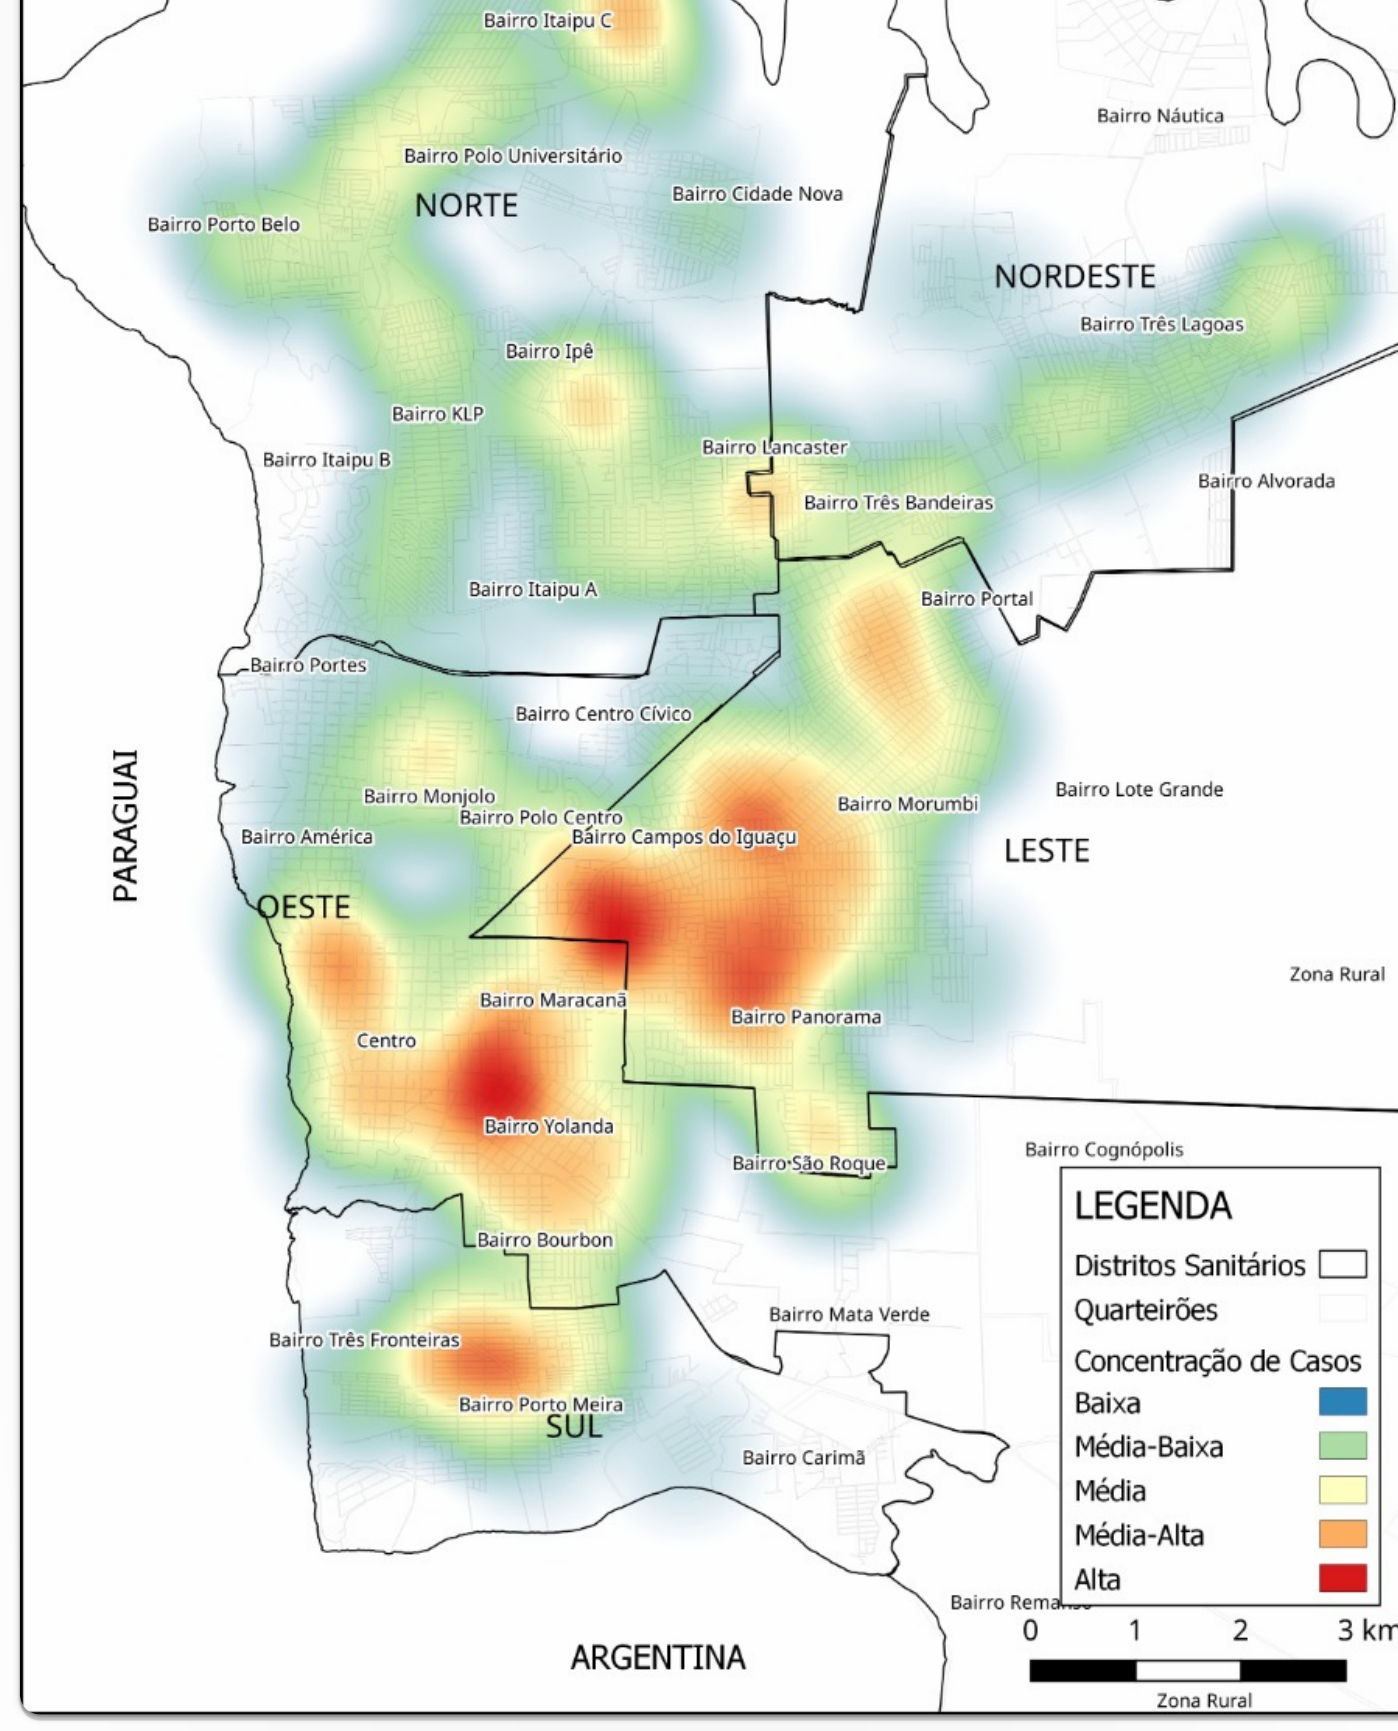 Bairro Itaipu C
Bairro Náutica
Bairro Polo Universitário
Bairro Cidade Nova
NORTE
Bairro Porto Belo
NORDESTE
Bairro Três Lagoas
Bairro Ipê
Bairro KLP
Bairro Lancaster
Bairro Itaipu B
Bairro Alvorada
Bairro Três Bandeiras
Bairro Itaipu A
Bairro Portal
Bairro Portes
Bairro Centro Cívico
PARAGUAI
Bairro Lote Grande
Bairro Monjolo
Bairro Morumbi
Bairro Polo Centro
Bairro América
Bairro Campos do Iguaçu
LESTE
OESTE
Zona Rural
Bairro Maracanã
Bairro Panorama
Centro
Bairro Yolanda
Bairro Cognópolis
Bairro São Roque
LEGENDA
Bairro Bourbon
Distritos Sanitários
Quarteirões
Bairro Mata Verde
Bairro Três Fronteiras
Concentração de Casos
Baixa
Bairro Porto Meira
SUL
Média-Baixa
Bairro Carimã
Média
Média-Alta
Alta
Bairro Remanso
0 1 2 3 km
ARGENTINA
Zona Rural